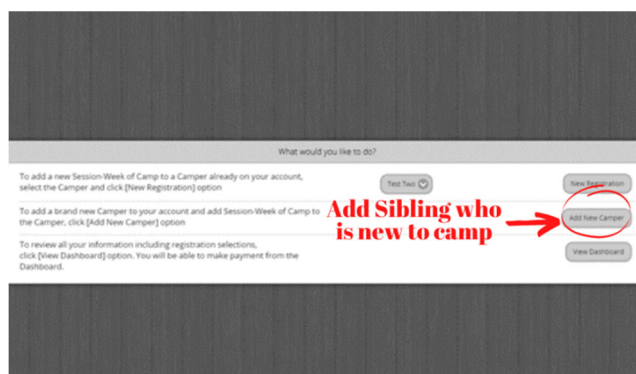 What would you like to do?
To add a new Session-Week of Camp to a Camper already on your account,
select the Camper and click [New Registration] option
Test Two
New Registration
To add a brand new Camper to your account and add Session-Week of Camp to
the Camper, click [Add New Camper] option
Add Sibling who
is new to camp
Add New Camper
To review all your information including registration selections,
click [View Dashboard] option. You will be able to make payment from the
Dashboard.
View Dashboard